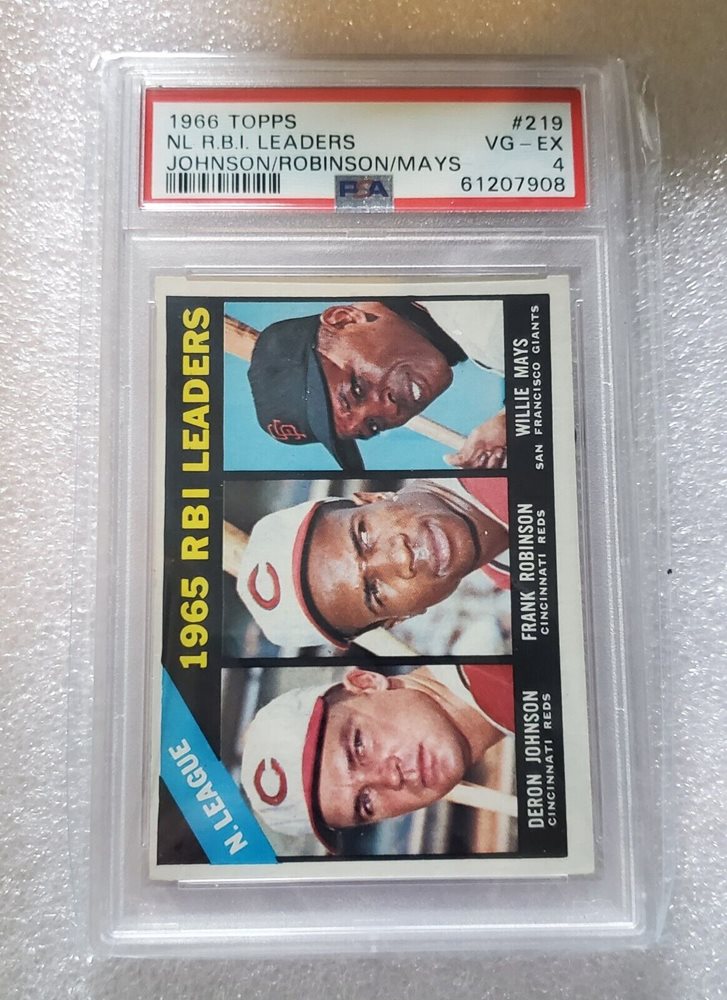 1966 TOPPS #219
NL R.B.I. LEADERS VG - EX
JOHNSON/ROBINSON/MAYS 4
PSA 61207908
1965 RBI LEADERS
N. LEAGUE
SF
C
C
DERON JOHNSON
CINCINNATI REDS
FRANK ROBINSON
CINCINNATI REDS
WILLIE MAYS
SAN FRANCISCO GIANTS